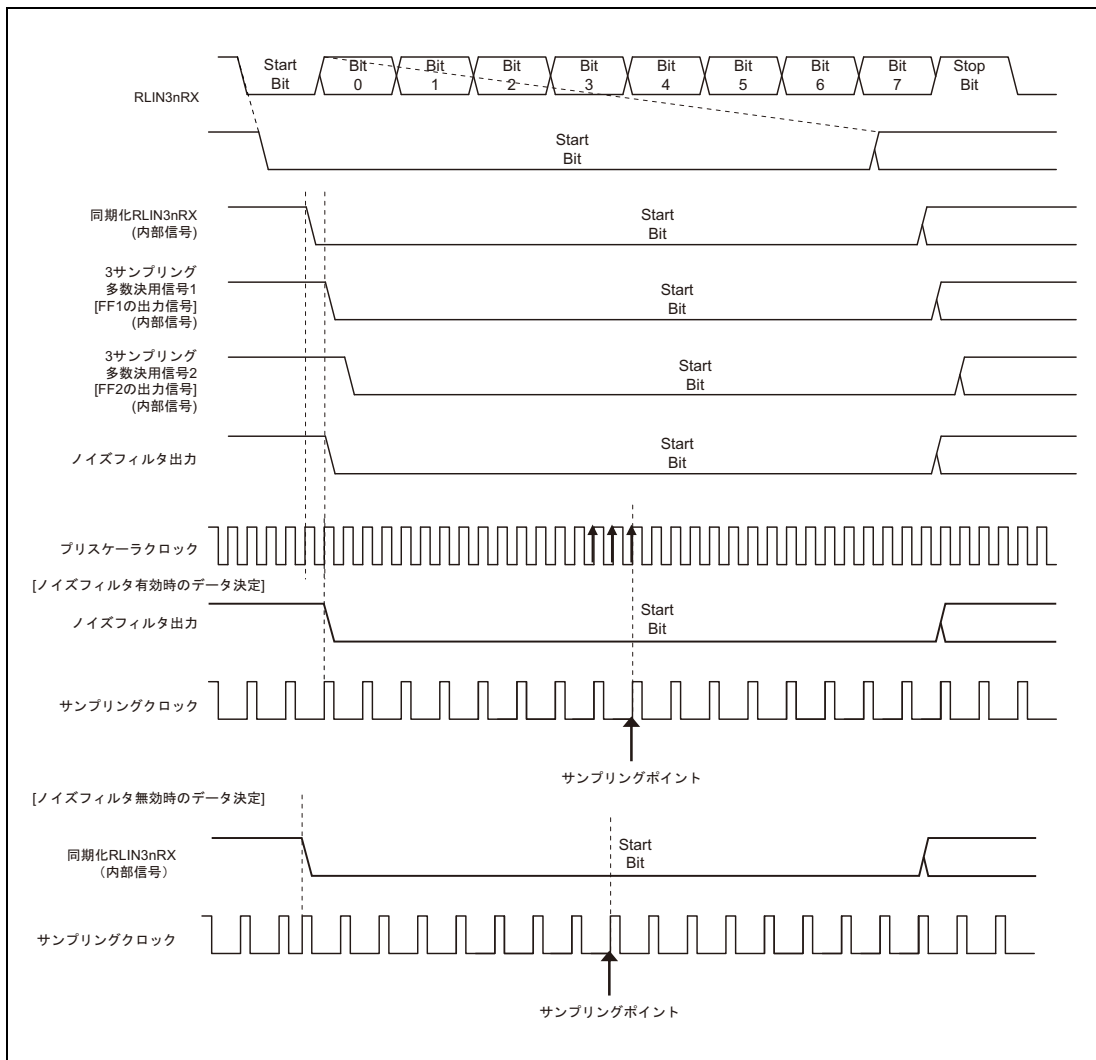 RLIN3nRX
Start
Bit
Bit
0
Bit
1
Bit
2
Bit
3
Bit
4
Bit
5
Bit
6
Bit
7
Stop
Bit
Start
Bit
同期化RLIN3nRX
(内部信号)
Start
Bit
3サンプリング
多数決用信号1
[FF1の出力信号]
(内部信号)
Start
Bit
3サンプリング
多数決用信号2
[FF2の出力信号]
(内部信号)
Start
Bit
ノイズフィルタ出力
Start
Bit
プリスケーラクロック
[ノイズフィルタ有効時のデータ決定]
ノイズフィルタ出力
Start
Bit
サンプリングクロック
サンプリングポイント
[ノイズフィルタ無効時のデータ決定]
同期化RLIN3nRX
（内部信号）
Start
Bit
サンプリングクロック
サンプリングポイント